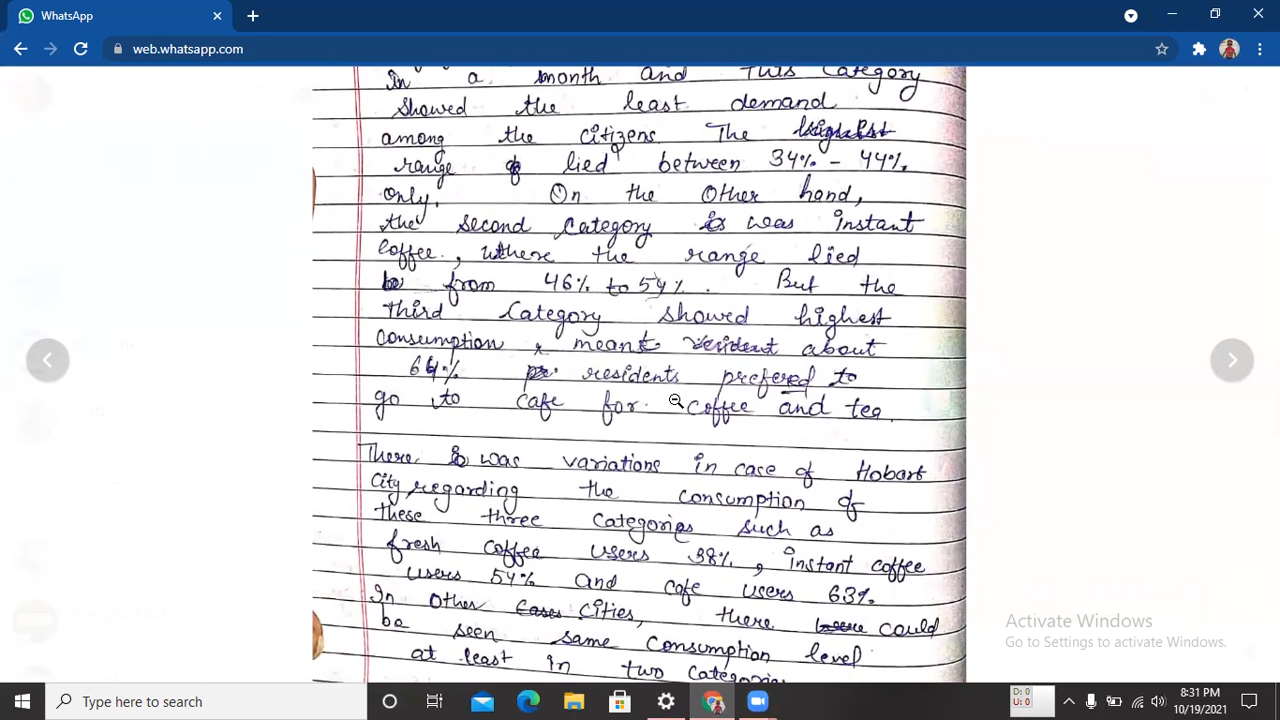 WhatsApp
web.whatsapp.com
in a month and This Category
showed the least demand
among the citizens The highest
range lied between 34% - 44%
only. On the Other hand,
the second Category was instant
Coffee, where the range lied
from 46% to 54%. But the
third Category showed highest
Consumption, meant about
64% residents prefered to
go to cafe for coffee and tea.
There was variations in case of Hobart
City regarding the consumption of
these three Categories such as
fresh coffee users 38%, instant coffee
users 54% and cafe users 63%.
In Other Cities, there could
be seen same Consumption level
at least in two Categories
Activate Windows
Go to Settings to activate Windows.
Type here to search
D: 0
U: 0
8:31 PM
10/19/2021